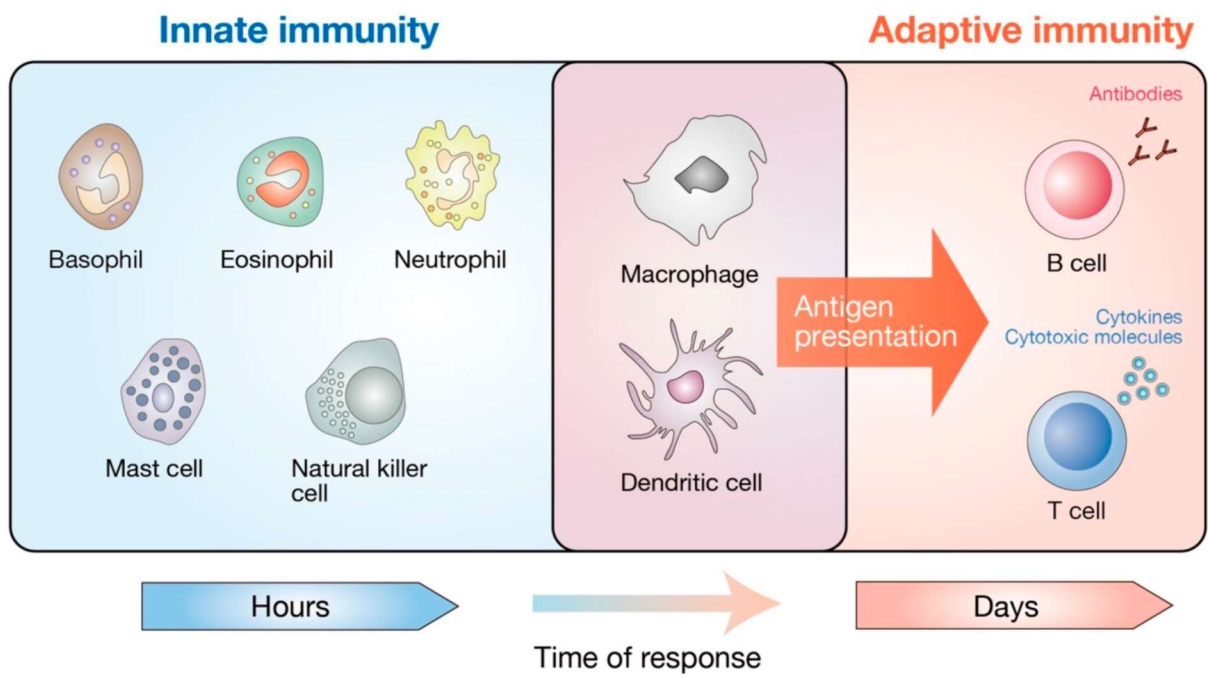 Innate immunity
Adaptive immunity
Antibodies
Basophil
Eosinophil
Neutrophil
Macrophage
B cell
Antigen
presentation
Cytokines
Cytotoxic molecules
Mast cell
Natural killer
cell
Dendritic cell
T cell
Hours
Days
Time of response